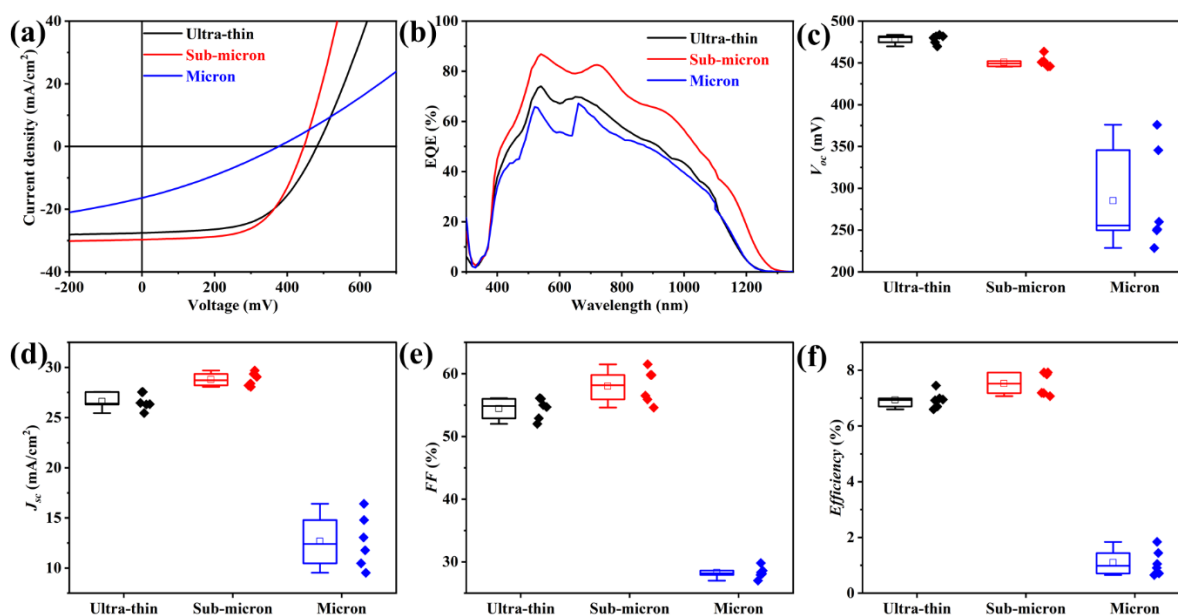 (a)
Ultra-thin
Sub-micron
Micron
Current density (mA/cm²)
40
20
0
-20
-40
-200
0
200
400
600
Voltage (mV)
(b)
Ultra-thin
Sub-micron
Micron
EQE (%)
100
80
60
40
20
0
400
600
800
1000
1200
Wavelength (nm)
(c)
V_oc (mV)
500
450
400
350
300
250
200
Ultra-thin
Sub-micron
Micron
(d)
J_sc (mA/cm²)
30
25
20
15
10
Ultra-thin
Sub-micron
Micron
(e)
FF (%)
60
50
40
30
Ultra-thin
Sub-micron
Micron
(f)
Efficiency (%)
8
6
4
2
0
Ultra-thin
Sub-micron
Micron